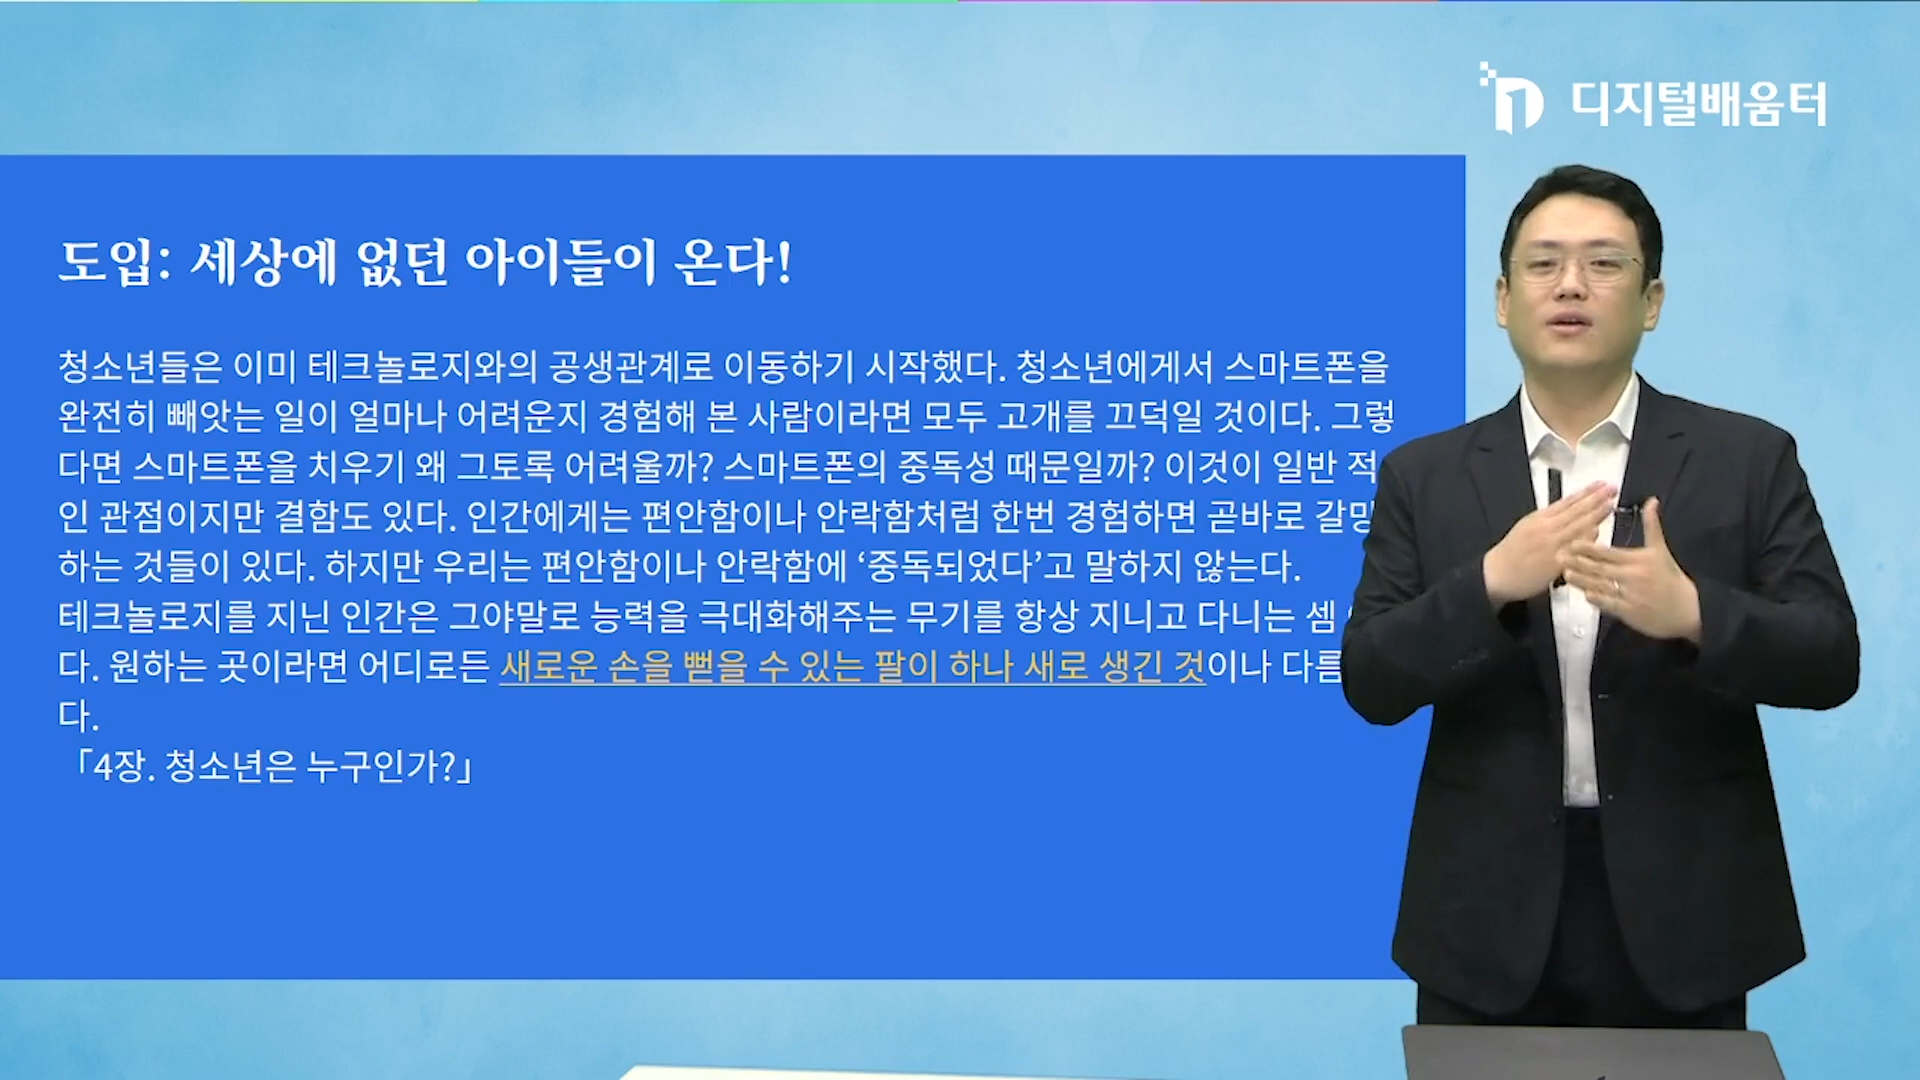 디지털배움터
도입: 세상에 없던 아이들이 온다!
청소년들은 이미 테크놀로지와의 공생관계로 이동하기 시작했다. 청소년에게서 스마트폰을
완전히 빼앗는 일이 얼마나 어려운지 경험해 본 사람이라면 모두 고개를 끄덕일 것이다. 그렇
다면 스마트폰을 치우기 왜 그토록 어려울까? 스마트폰의 중독성 때문일까? 이것이 일반 적
인 관점이지만 결함도 있다. 인간에게는 편안함이나 안락함처럼 한번 경험하면 곧바로 갈망
하는 것들이 있다. 하지만 우리는 편안함이나 안락함에 ‘중독되었다’고 말하지 않는다.
테크놀로지를 지닌 인간은 그야말로 능력을 극대화해주는 무기를 항상 지니고 다니는 셈
다. 원하는 곳이라면 어디로든 새로운 손을 뻗을 수 있는 팔이 하나 새로 생긴 것이나 다름
다.
「4장. 청소년은 누구인가?」